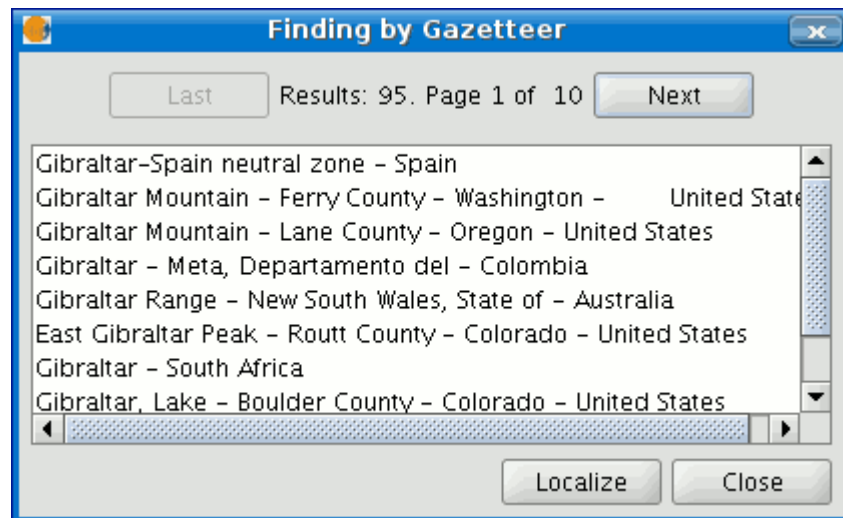 Finding by Gazetteer
Last Results: 95. Page 1 of 10 Next
Gibraltar-Spain neutral zone - Spain
Gibraltar Mountain - Ferry County - Washington - United State
Gibraltar Mountain - Lane County - Oregon - United States
Gibraltar - Meta, Departamento del - Colombia
Gibraltar Range - New South Wales, State of - Australia
East Gibraltar Peak - Routt County - Colorado - United States
Gibraltar - South Africa
Gibraltar, Lake - Boulder County - Colorado - United States
Localize Close